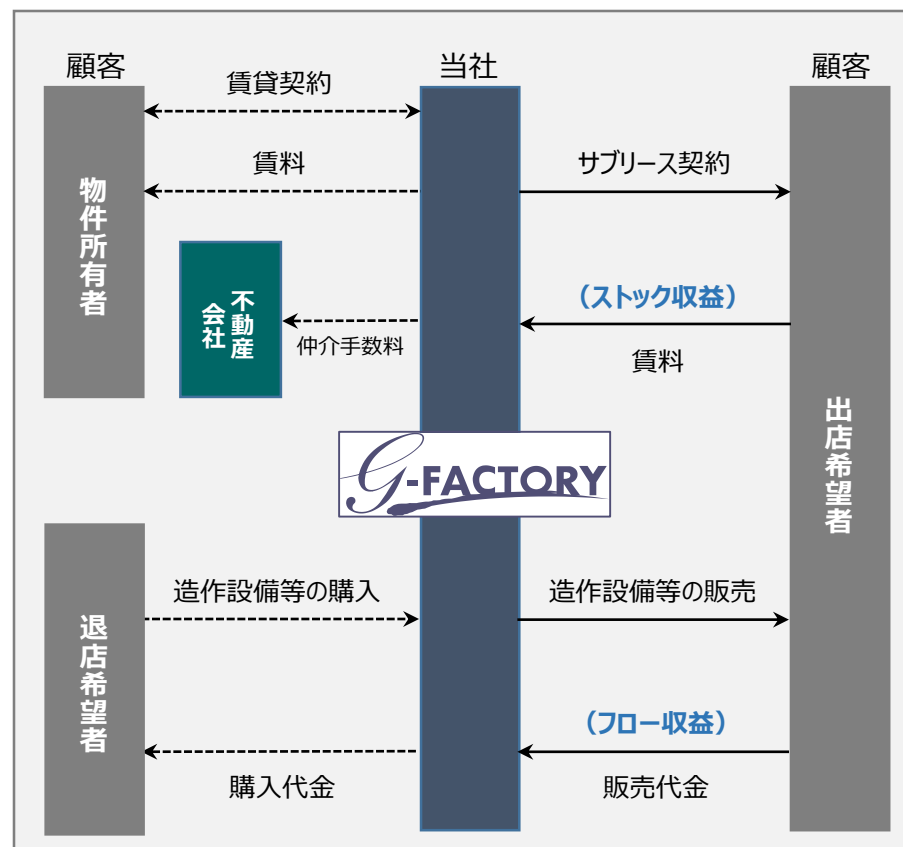 顧客
当社
顧客
賃貸契約
賃料
サブリース契約
物件所有者
不動産
会社
仲介手数料
（ストック収益）
賃料
出店希望者
G-FACTORY
造作設備等の購入
造作設備等の販売
退店希望者
（フロー収益）
購入代金
販売代金